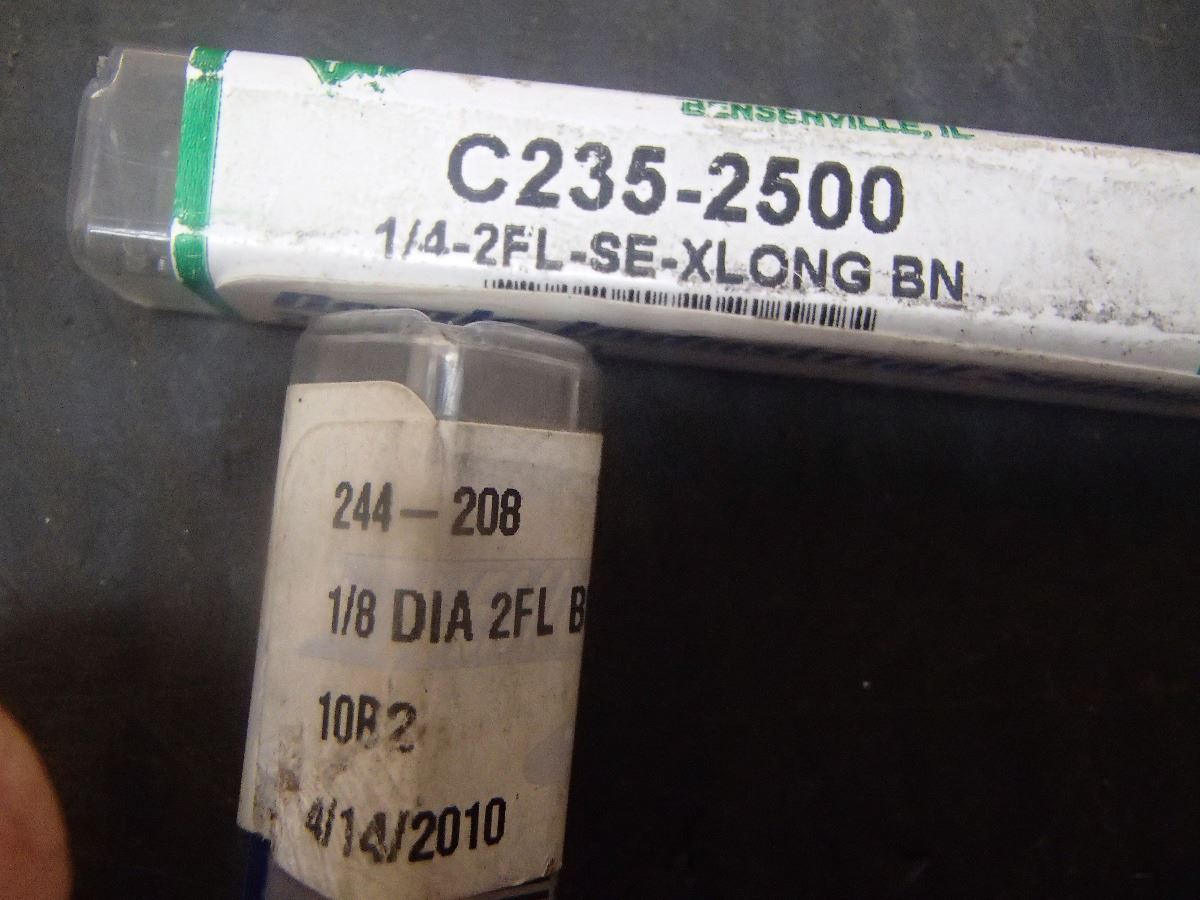 BENSENVILLE, IL
C235-2500
1/4-2FL-SE-XLONG BN
244-208
1/8 DIA 2FL B
10B2
4/14/2010